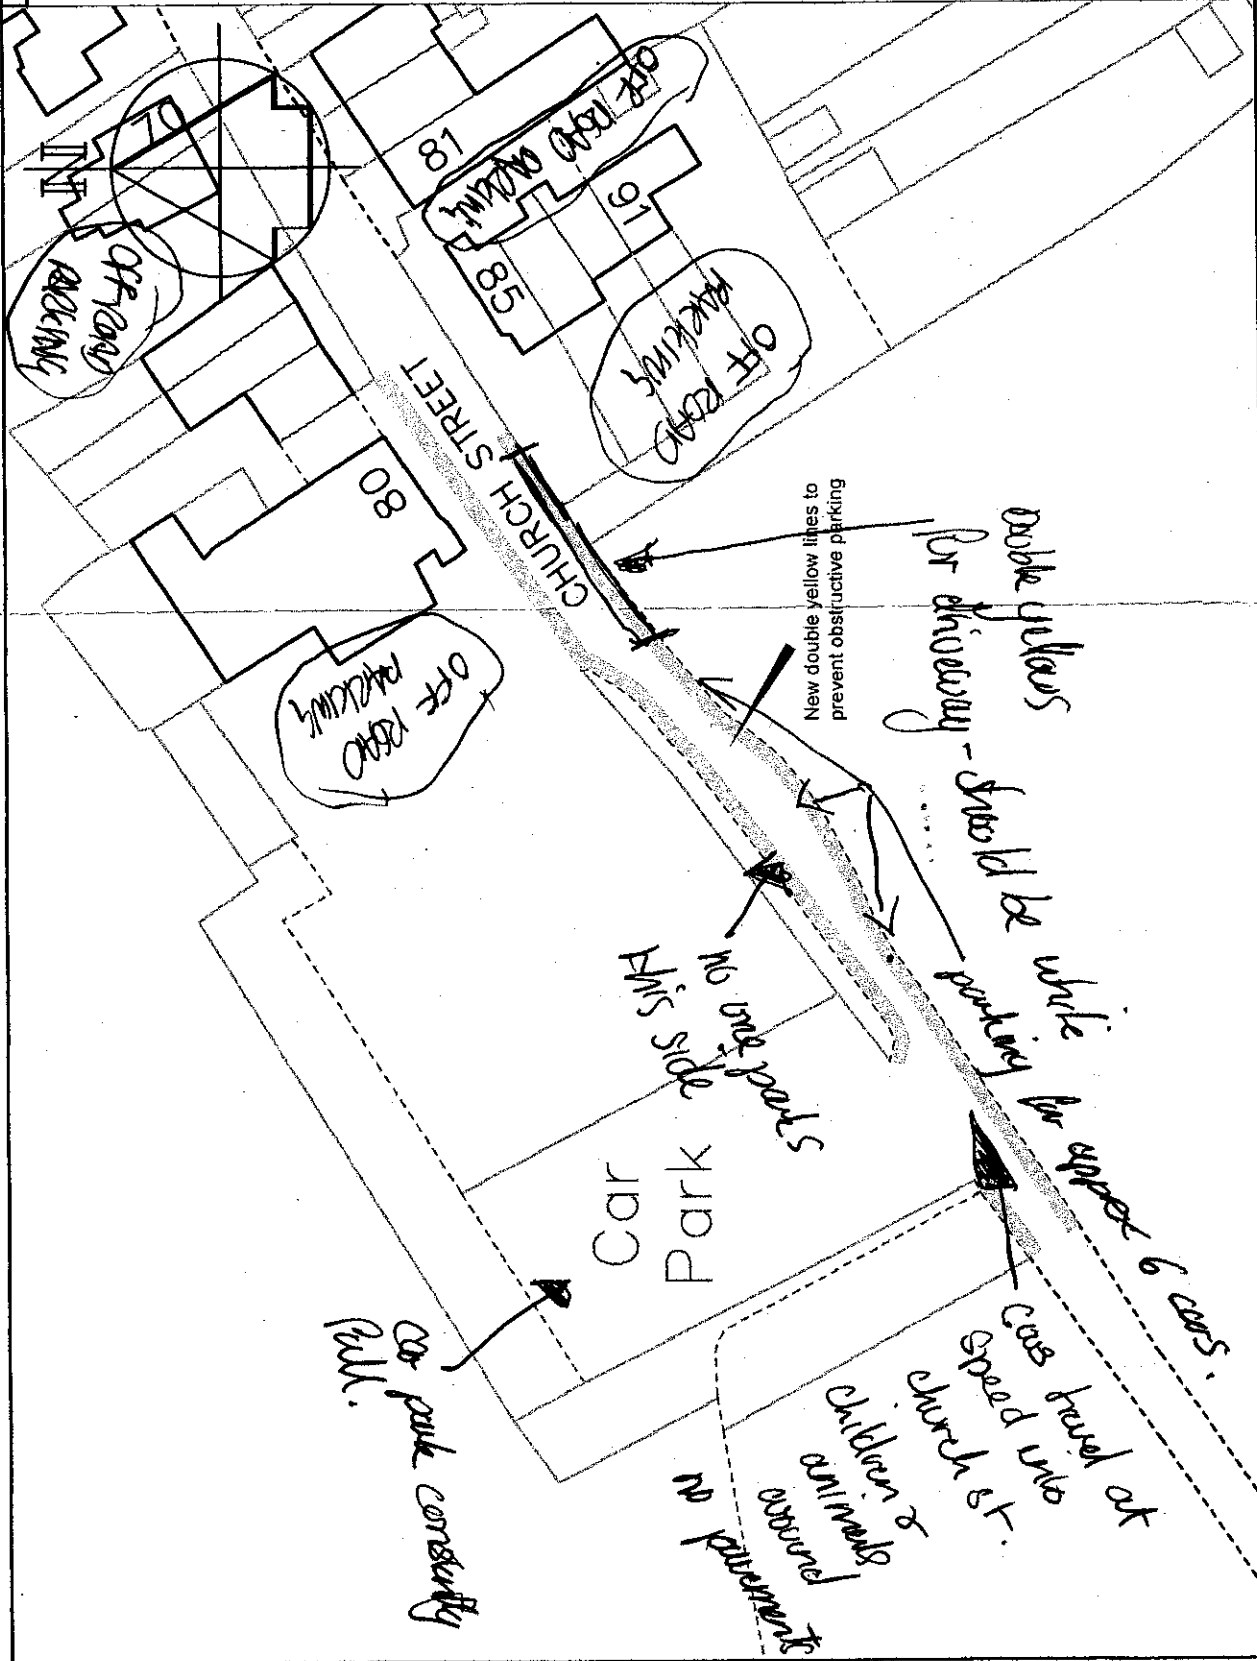 70
N
81
OFF ROAD
PARKING
91
85
OFF ROAD
PARKING
OFF ROAD
PARKING
CHURCH STREET
80
OFF ROAD
PARKING
New double yellow lines to
prevent obstructive parking
double yellows
for driveway - should be white
parking for appox 6 cars.
no one parks
this side
Car
Park
car park constantly
full.
cars travel at
speed into
church st.
children &
animals
around
no pavements